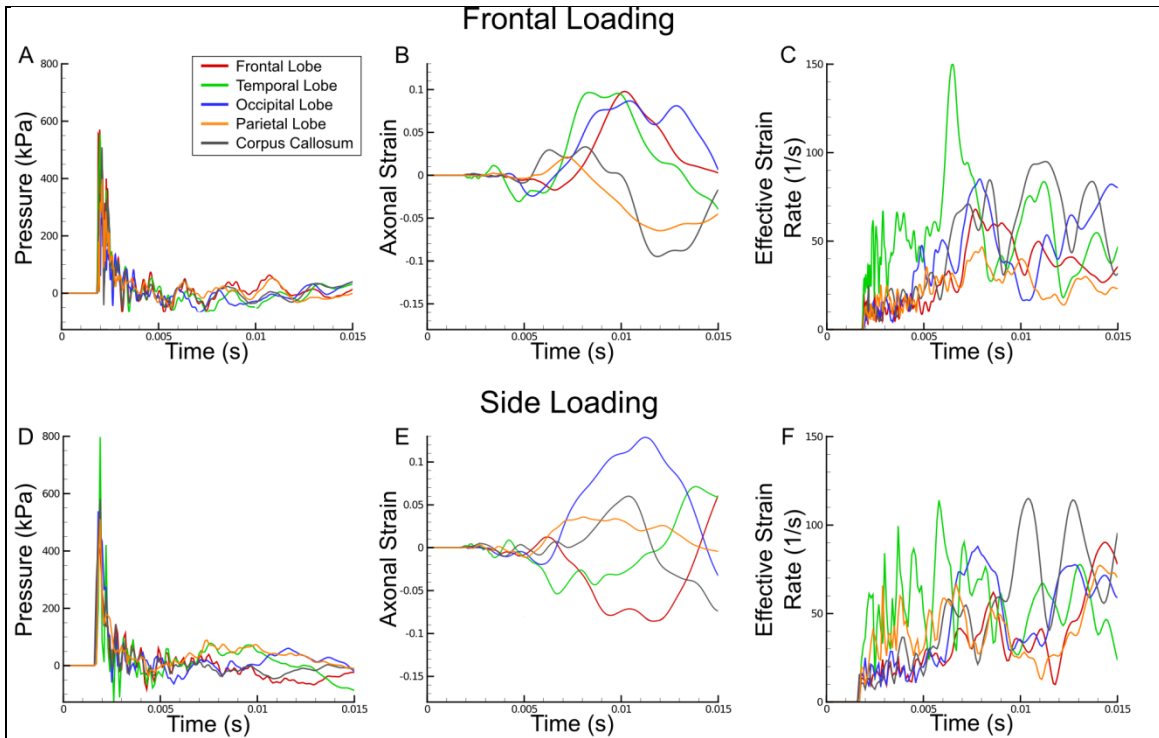 Frontal Loading
A
Pressure (kPa)
800
600
400
200
0
0
0.005
0.01
0.015
Time (s)
Frontal Lobe
Temporal Lobe
Occipital Lobe
Parietal Lobe
Corpus Callosum
B
Axonal Strain
0.1
0.05
0
-0.05
-0.1
-0.15
0
0.005
0.01
0.015
Time (s)
C
Effective Strain
Rate (1/s)
150
100
50
0
0
0.005
0.01
0.015
Time (s)
Side Loading
D
Pressure (kPa)
800
600
400
200
0
0
0.005
0.01
0.015
Time (s)
E
Axonal Strain
0.1
0.05
0
-0.05
-0.1
-0.15
0
0.005
0.01
0.015
Time (s)
F
Effective Strain
Rate (1/s)
150
100
50
0
0
0.005
0.01
0.015
Time (s)